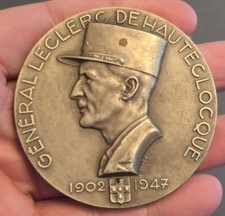 GÉNÉRAL LECLERC DE HAUTECLOCQUE
1902 1947